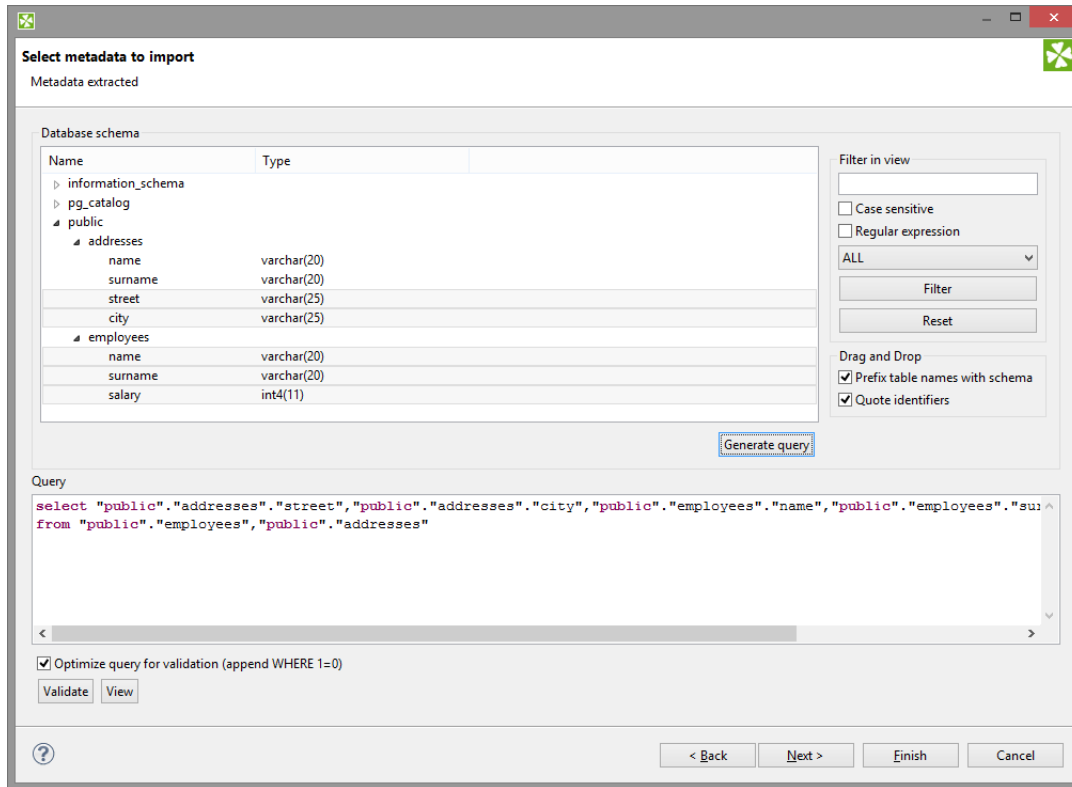 Select metadata to import
Metadata extracted
Database schema
Name Type
information_schema
pg_catalog
public
addresses
name varchar(20)
surname varchar(20)
street varchar(25)
city varchar(25)
employees
name varchar(20)
surname varchar(20)
salary int4(11)
Filter in view
Case sensitive
Regular expression
ALL
Filter
Reset
Drag and Drop
Prefix table names with schema
Quote identifiers
Generate query
Query
select "public"."addresses"."street","public"."addresses"."city","public"."employees"."name","public"."employees"."sur
from "public"."employees","public"."addresses"
Optimize query for validation (append WHERE 1=0)
Validate View
? < Back Next > Finish Cancel